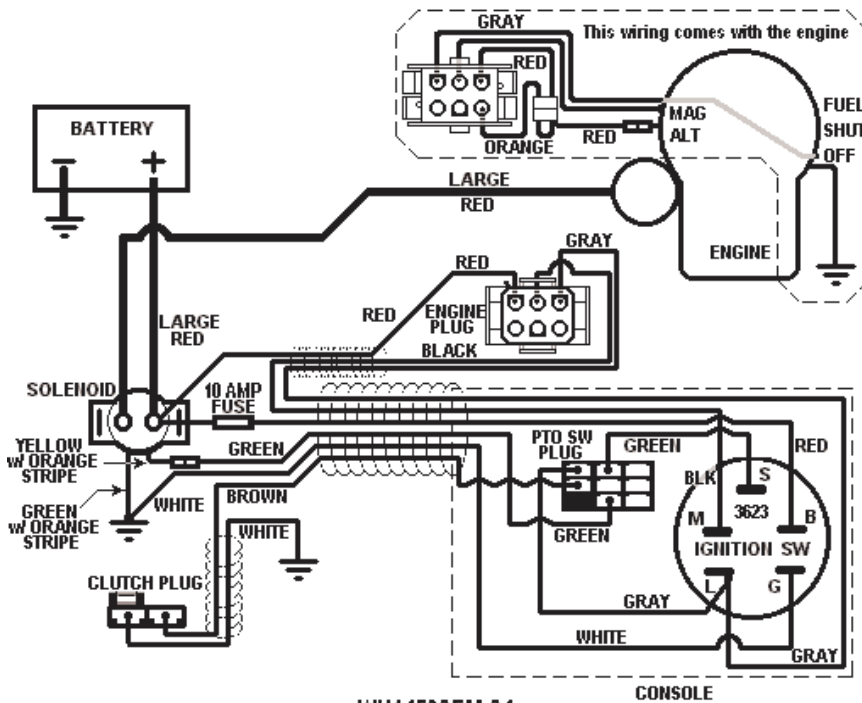 GRAY
This wiring comes with the engine
RED
MAG
ALT
FUEL
SHUT
OFF
ORANGE
RED
BATTERY
LARGE
RED
ENGINE
GRAY
RED
ENGINE
PLUG
RED
BLACK
LARGE
RED
SOLENOID
10 AMP
FUSE
YELLOW
w/ ORANGE
STRIPE
GREEN
PTO SW
PLUG
GREEN
RED
S
BLK
3623
M
B
IGNITION SW
GREEN
w/ ORANGE
STRIPE
WHITE
BROWN
WHITE
GREEN
L
G
CLUTCH PLUG
GRAY
WHITE
GRAY
CONSOLE